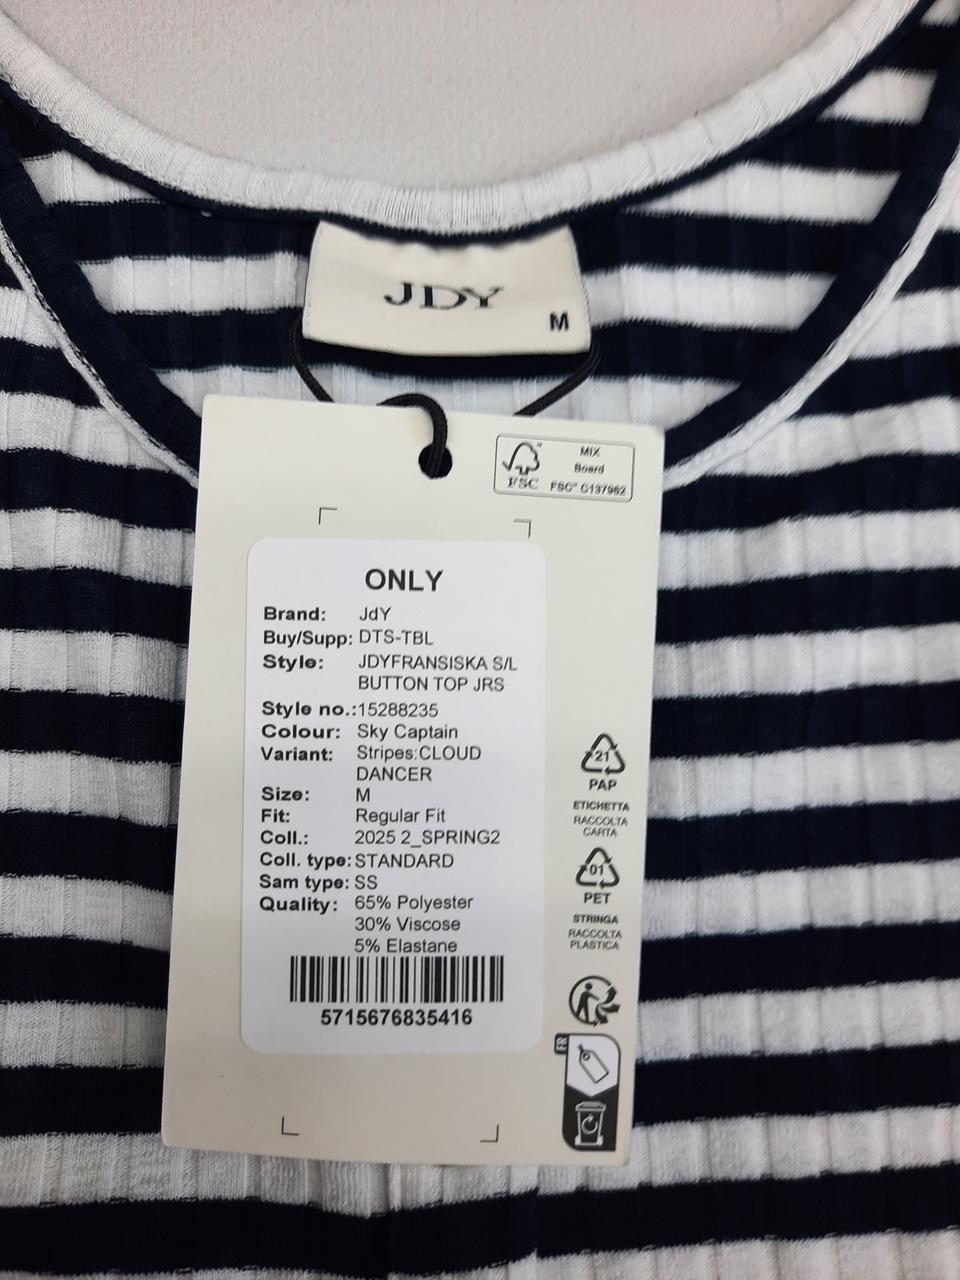 JDY
M
FSC
MIX
Board
FSC® C137982
ONLY
Brand: JdY
Buy/Supp: DTS-TBL
Style: JDYFRANSISKA S/L
BUTTON TOP JRS
Style no.:15288235
Colour: Sky Captain
Variant: Stripes:CLOUD
DANCER
Size: M
Fit: Regular Fit
Coll.: 2025 2_SPRING2
Coll. type: STANDARD
Sam type: SS
Quality: 65% Polyester
30% Viscose
5% Elastane
5715676835416
21
PAP
ETICHETTA
RACCOLTA
CARTA
01
PET
STRINGA
RACCOLTA
PLASTICA
FR